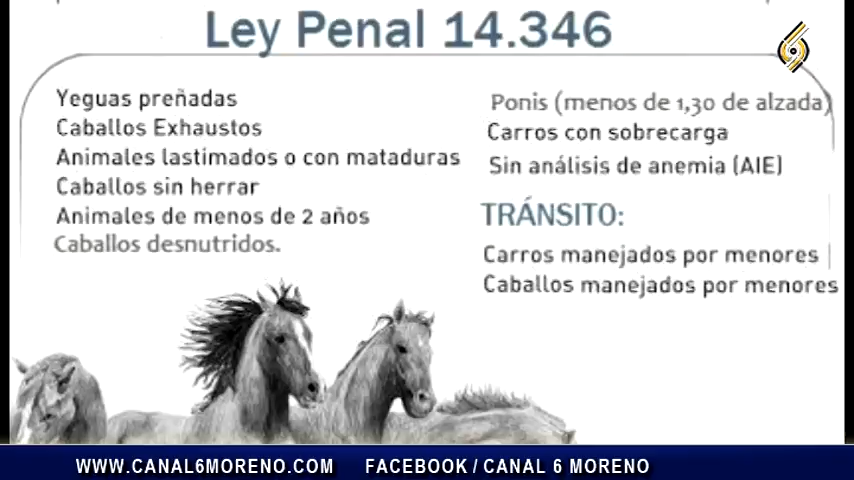 Ley Penal 14.346
Yeguas preñadas
Caballos Exhaustos
Animales lastimados o con mataduras
Caballos sin herrar
Animales de menos de 2 años
Caballos desnutridos.
Ponis (menos de 1,30 de alzada)
Carros con sobrecarga
Sin análisis de anemia (AIE)
TRÁNSITO:
Carros manejados por menores
Caballos manejados por menores
WWW.CANAL6MORENO.COM FACEBOOK / CANAL 6 MORENO